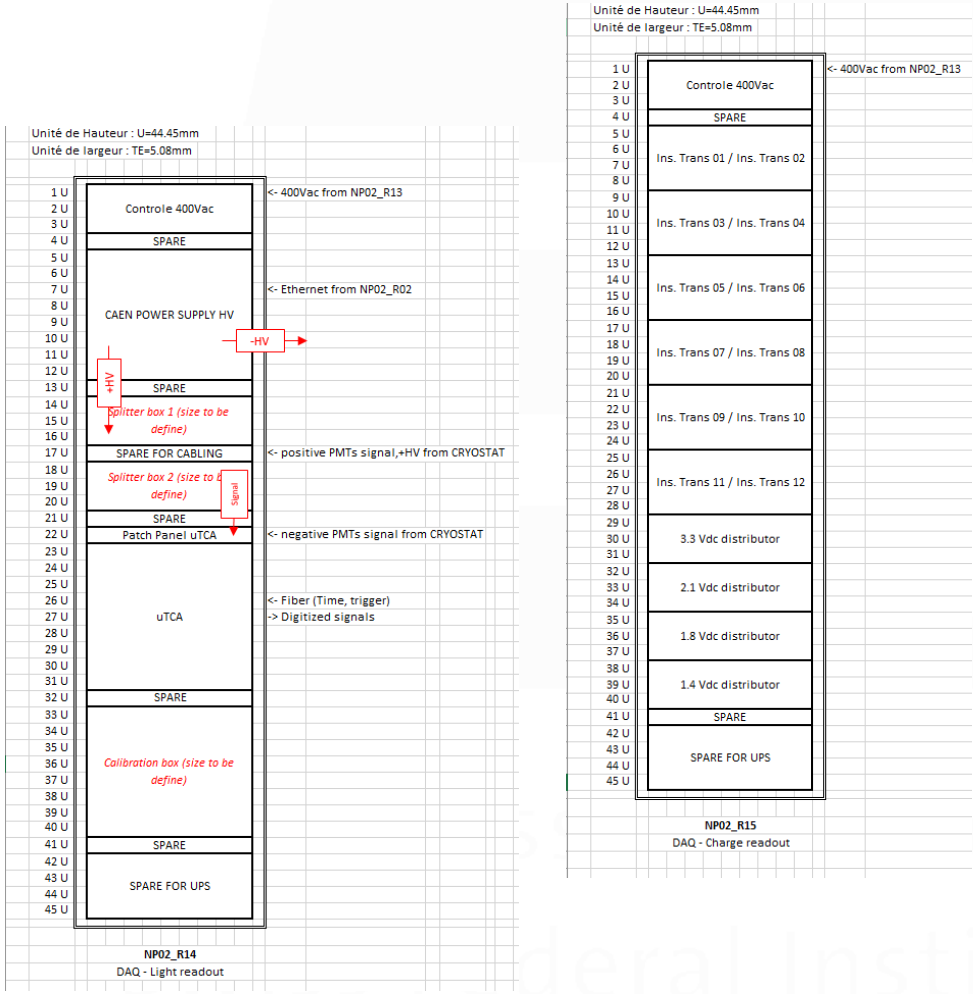 Unité de Hauteur : U=44.45mm
Unité de largeur : TE=5.08mm
1 U
<- 400Vac from NP02_R13
2 U
Controle 400Vac
3 U
4 U
SPARE
5 U
6 U
7 U
<- Ethernet from NP02_R02
8 U
9 U
CAEN POWER SUPPLY HV
10 U
-HV
11 U
12 U
+HV
13 U
SPARE
14 U
Splitter box 1 (size to be
define)
15 U
16 U
17 U
SPARE FOR CABLING
<- positive PMTs signal,+HV from CRYOSTAT
18 U
Splitter box 2 (size to b
define)
19 U
Signal
20 U
21 U
SPARE
22 U
Patch Panel uTCA
<- negative PMTs signal from CRYOSTAT
23 U
24 U
25 U
26 U
<- Fiber (Time, trigger)
27 U
uTCA
-> Digitized signals
28 U
29 U
30 U
31 U
32 U
SPARE
33 U
34 U
35 U
36 U
Calibration box (size to be
define)
37 U
38 U
39 U
40 U
41 U
SPARE
42 U
43 U
SPARE FOR UPS
44 U
45 U
NP02_R14
DAQ - Light readout
Unité de Hauteur : U=44.45mm
Unité de largeur : TE=5.08mm
1 U
<- 400Vac from NP02_R13
2 U
Controle 400Vac
3 U
4 U
SPARE
5 U
6 U
Ins. Trans 01 / Ins. Trans 02
7 U
8 U
9 U
10 U
Ins. Trans 03 / Ins. Trans 04
11 U
12 U
13 U
14 U
Ins. Trans 05 / Ins. Trans 06
15 U
16 U
17 U
18 U
Ins. Trans 07 / Ins. Trans 08
19 U
20 U
21 U
22 U
Ins. Trans 09 / Ins. Trans 10
23 U
24 U
25 U
26 U
Ins. Trans 11 / Ins. Trans 12
27 U
28 U
29 U
30 U
3.3 Vdc distributor
31 U
32 U
33 U
2.1 Vdc distributor
34 U
35 U
36 U
1.8 Vdc distributor
37 U
38 U
39 U
1.4 Vdc distributor
40 U
41 U
SPARE
42 U
43 U
SPARE FOR UPS
44 U
45 U
NP02_R15
DAQ - Charge readout